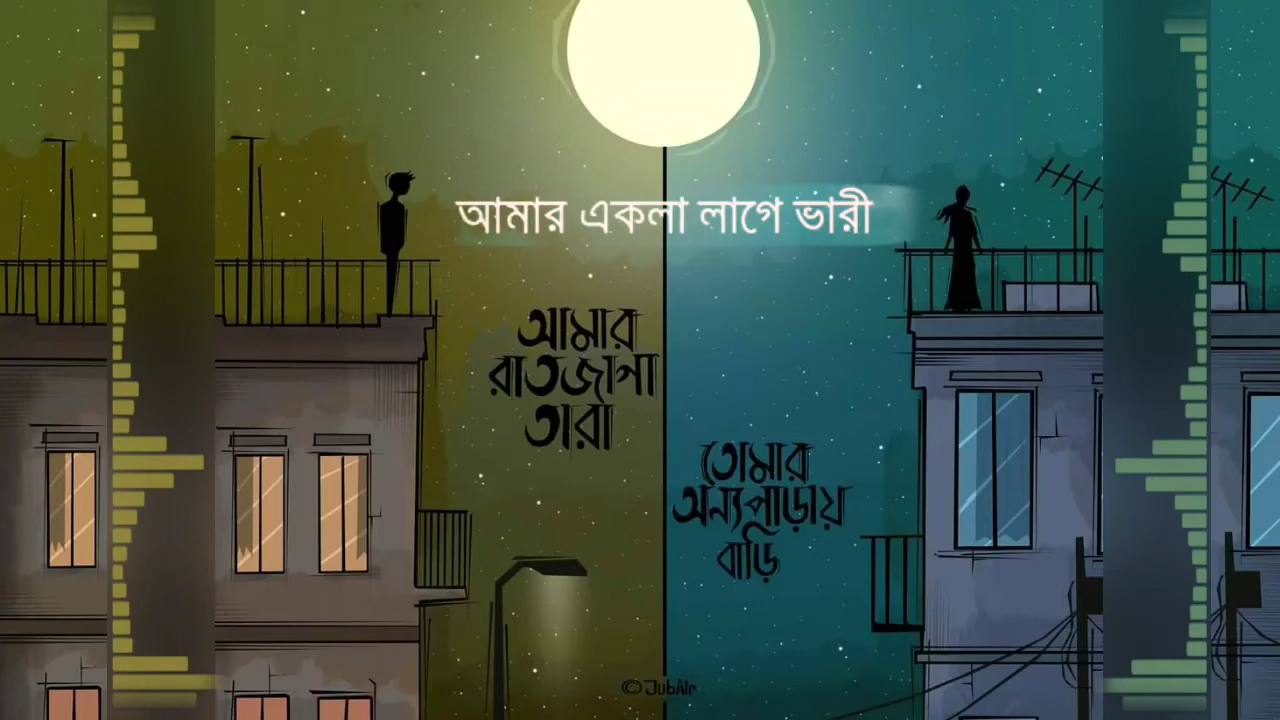 আমার একলা লাগে ভারী
আমার
রাতজাগা
তারা
তোমার
অন্যপাড়ায়
বাড়ি
© JubAir